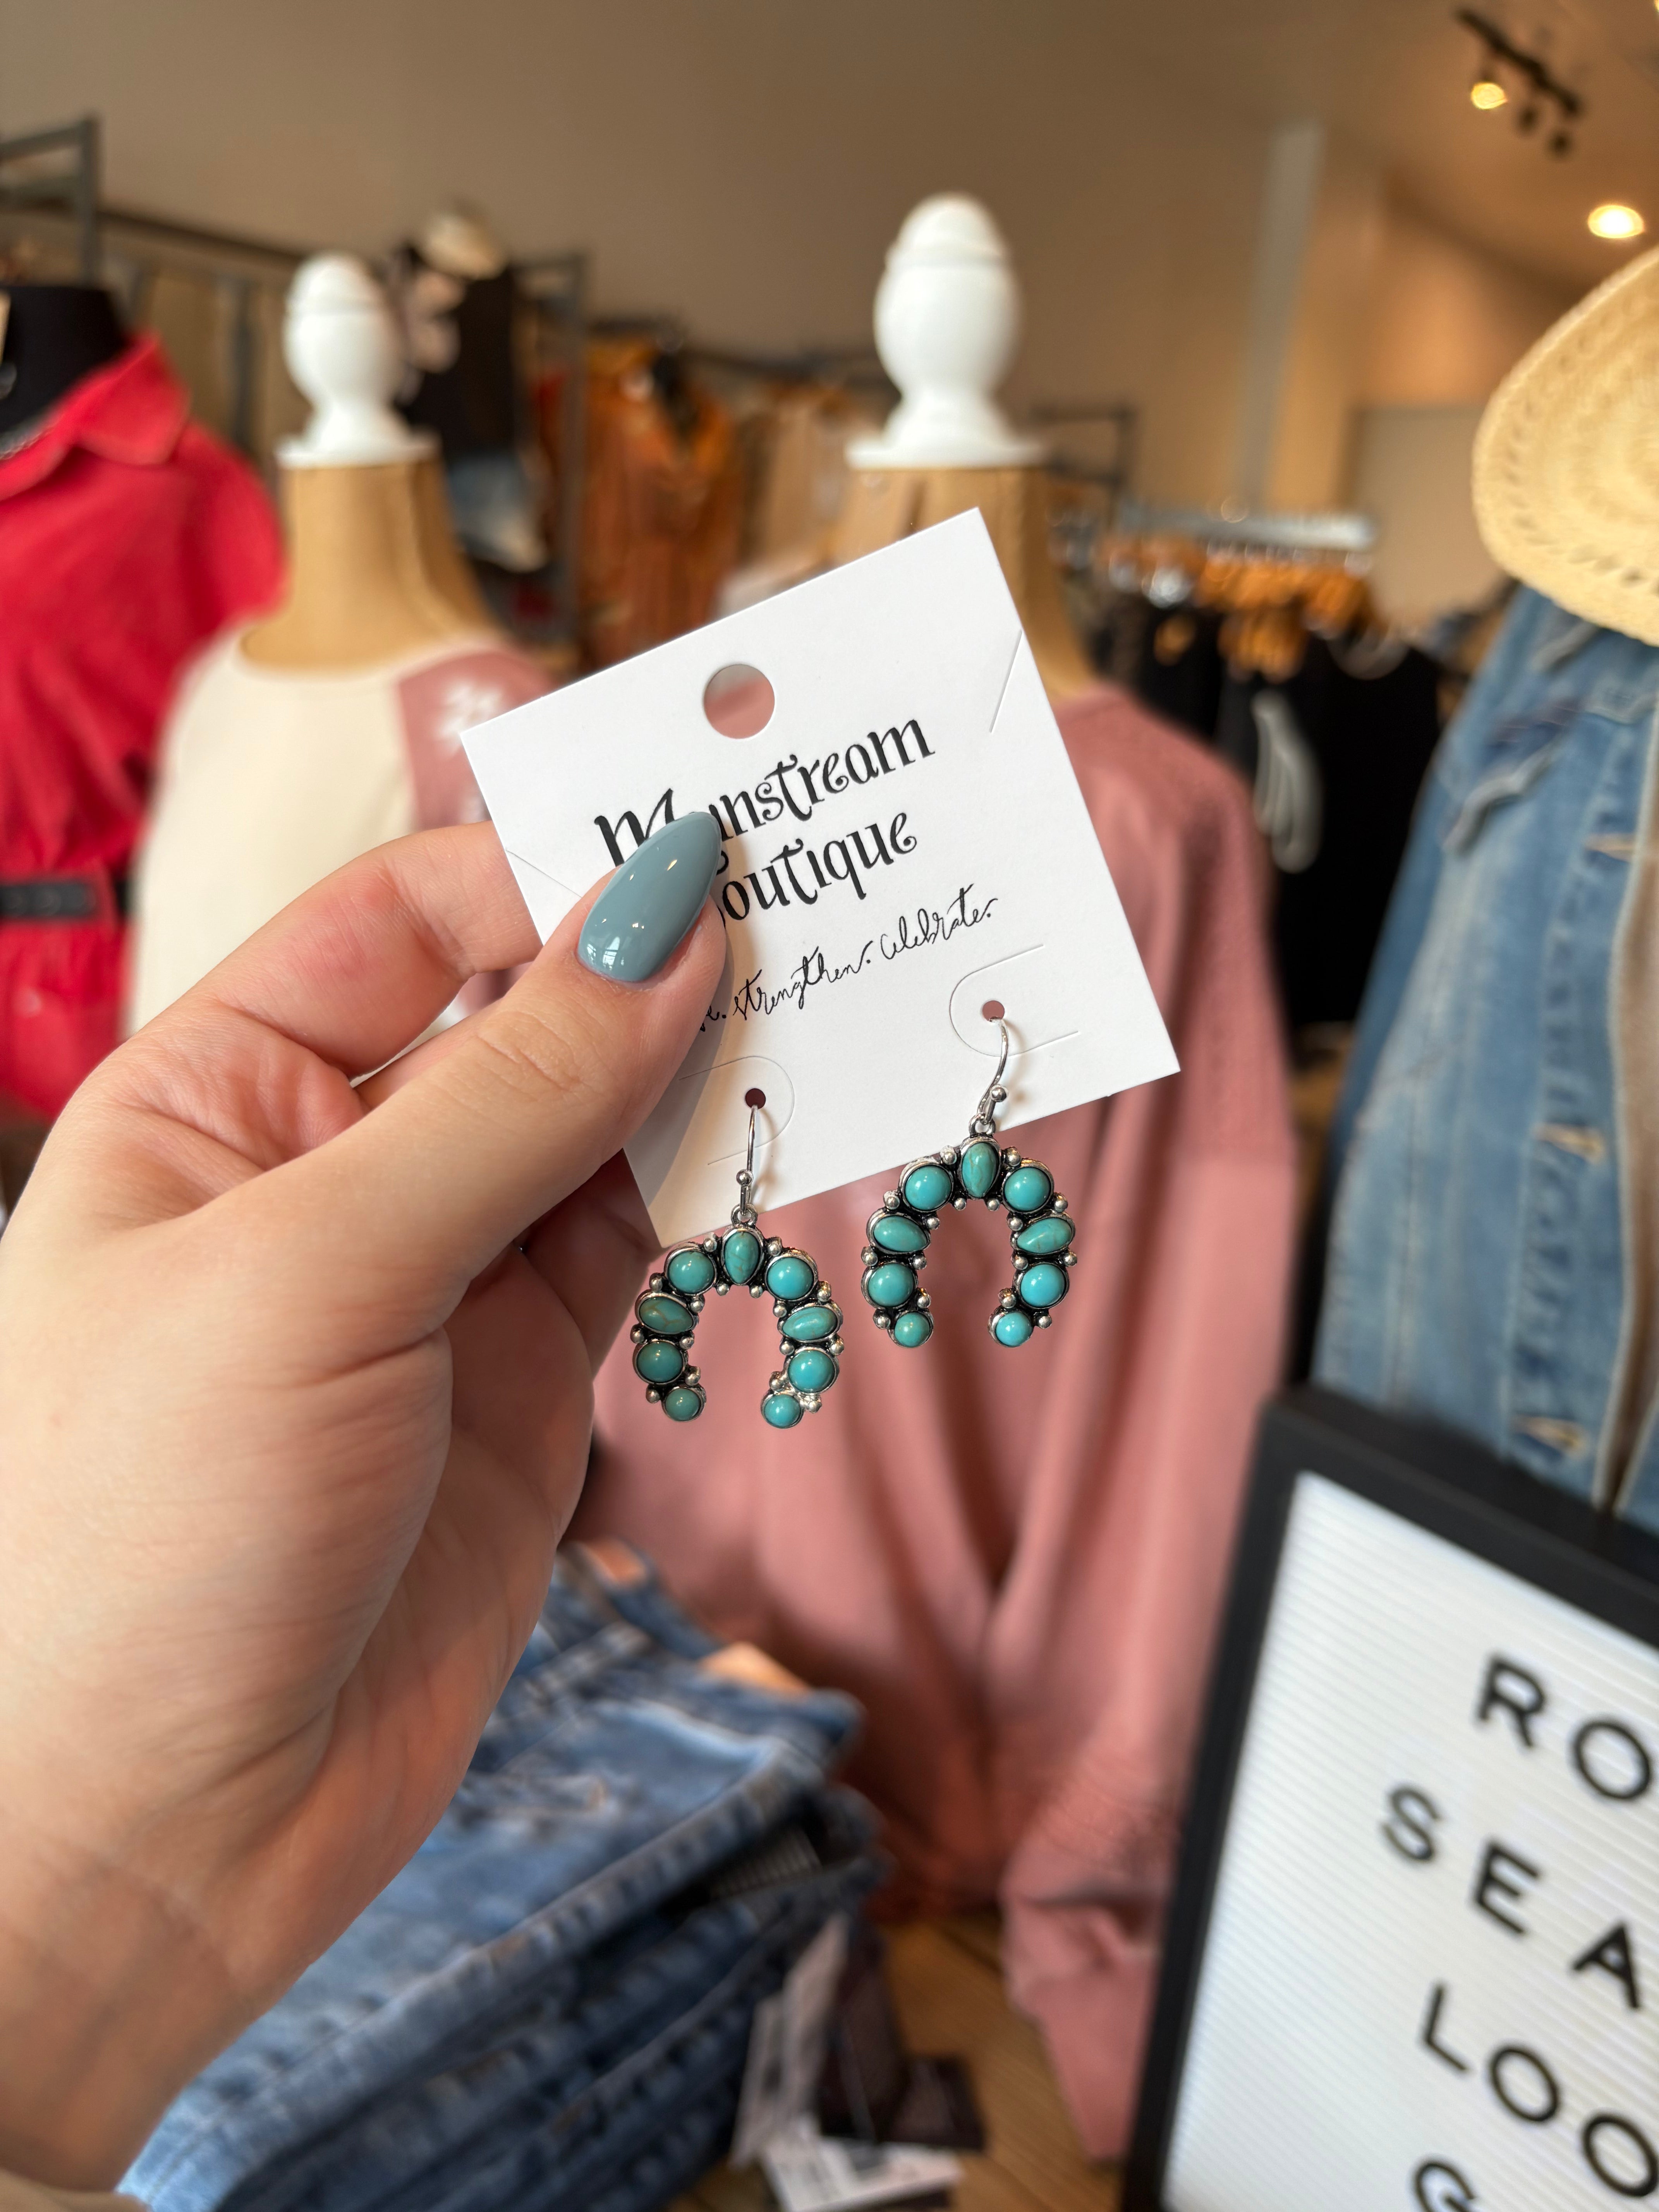 Mainstream
Boutique
strengthen. celebrate.
RO
SEA
LOO
G